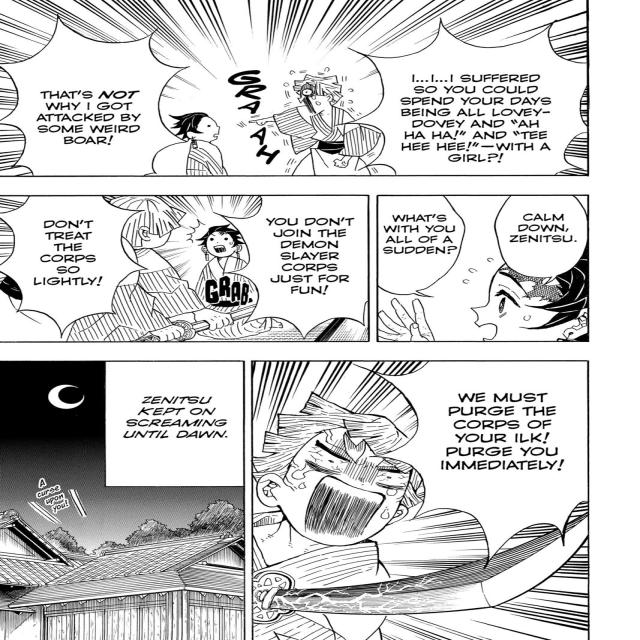 I...I...I SUFFERED
SO YOU COULD
SPEND YOUR DAYS
BEING ALL LOVEY-
DOVEY AND "AH
HA HA!" AND "TEE
HEE HEE!"—WITH A
GIRL?!
GRAAAH
THAT'S NOT
WHY I GOT
ATTACKED BY
SOME WEIRD
BOAR!
CALM
DOWN,
ZENITSU.
WHAT'S
WITH YOU
ALL OF A
SUDDEN?
YOU DON'T
JOIN THE
DEMON
SLAYER
CORPS
JUST FOR
FUN!
GRAB.
DON'T
TREAT
THE
CORPS
SO
LIGHTLY!
WE MUST
PURGE THE
CORPS OF
YOUR ILK!
PURGE YOU
IMMEDIATELY!
ZENITSU
KEPT ON
SCREAMING
UNTIL DAWN.
A
curse
upon
you!